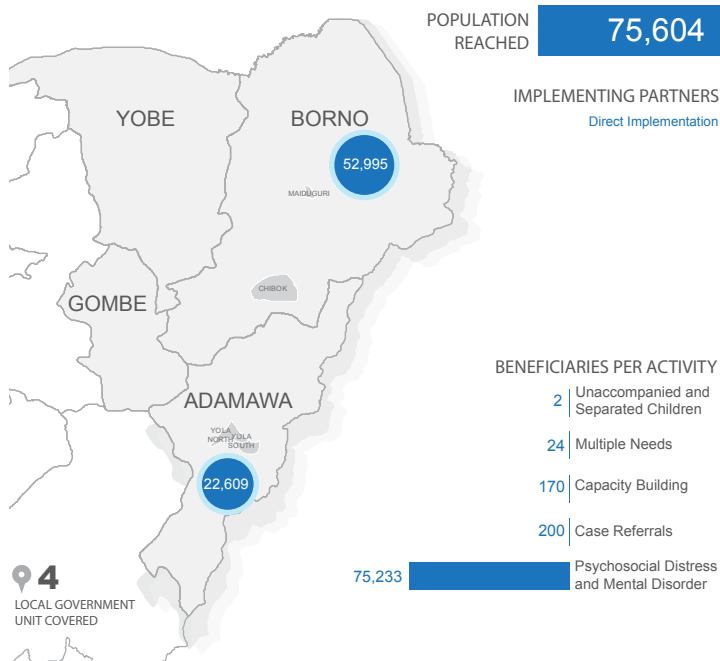 POPULATION
REACHED
75,604
IMPLEMENTING PARTNERS
Direct Implementation
YOBE
BORNO
52,995
MAIDUGURI
CHIBOK
GOMBE
ADAMAWA
YOLA
NORTH
YOLA
SOUTH
22,609
BENEFICIARIES PER ACTIVITY
2
Unaccompanied and
Separated Children
24
Multiple Needs
170
Capacity Building
200
Case Referrals
75,233
Psychosocial Distress
and Mental Disorder
4
LOCAL GOVERNMENT
UNIT COVERED